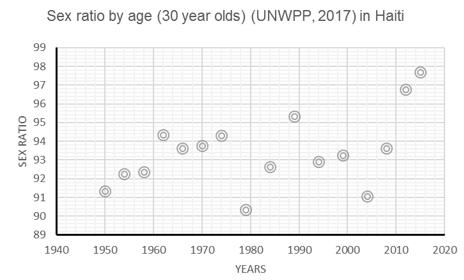 Sex ratio by age (30 year olds) (UNWPP, 2017) in Haiti
99
98
97
96
95
94
93
92
91
90
89
SEX RATIO
1940 1950 1960 1970 1980 1990 2000 2010 2020
YEARS